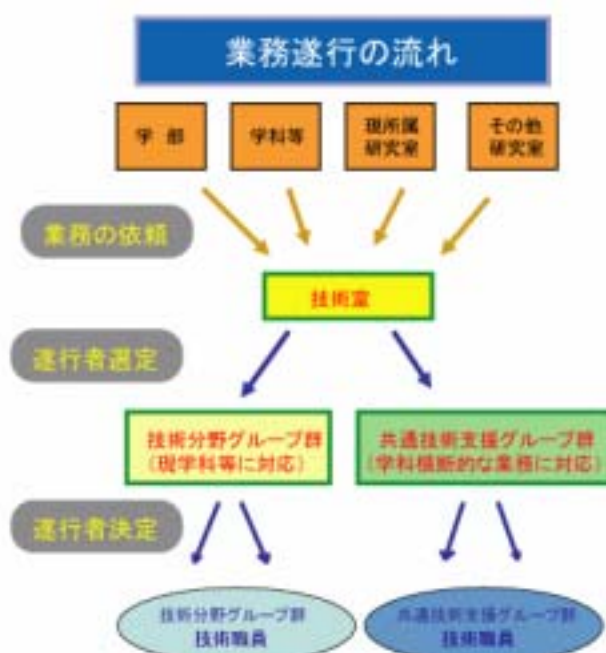 業務遂行の流れ
学 部
学科等
現所属
研究室
その他
研究室
業務の依頼
技術室
遂行者選定
技術分野グループ群
(現学科等に対応)
共通技術支援グループ群
(学科横断的な業務に対応)
遂行者決定
技術分野グループ群
技術職員
共通技術支援グループ群
技術職員